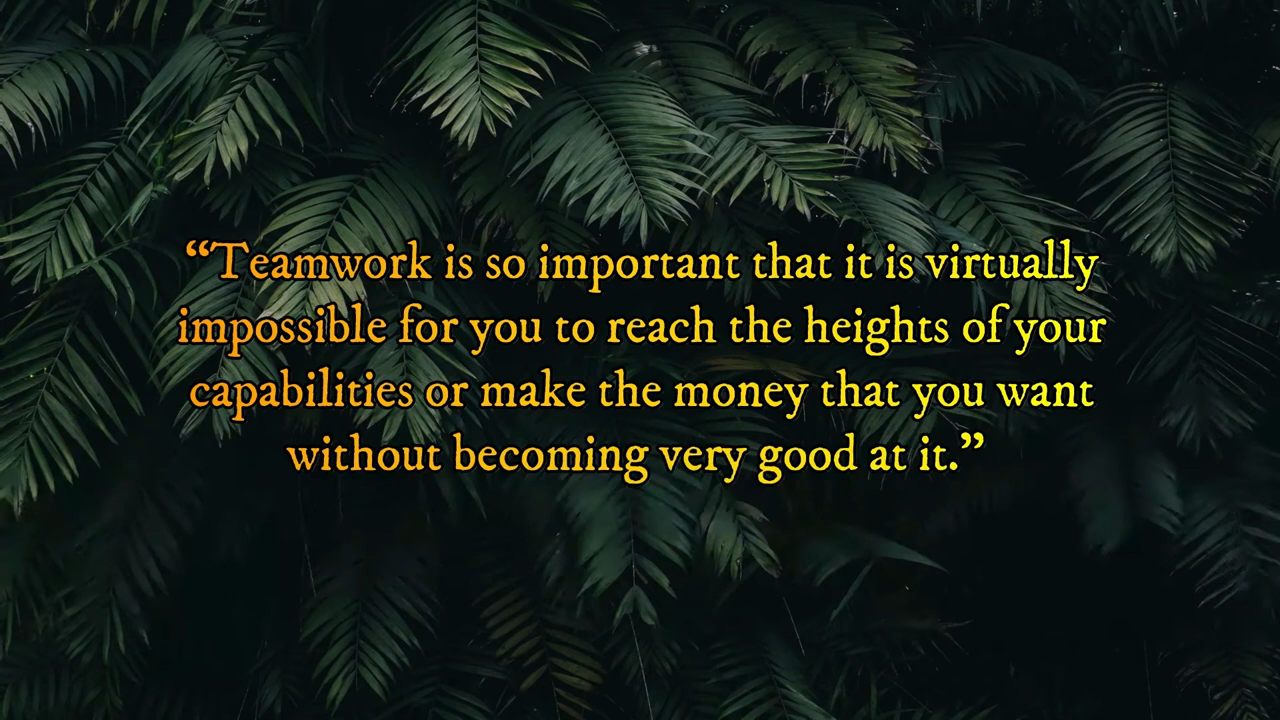 “Teamwork is so important that it is virtually
impossible for you to reach the heights of your
capabilities or make the money that you want
without becoming very good at it.”